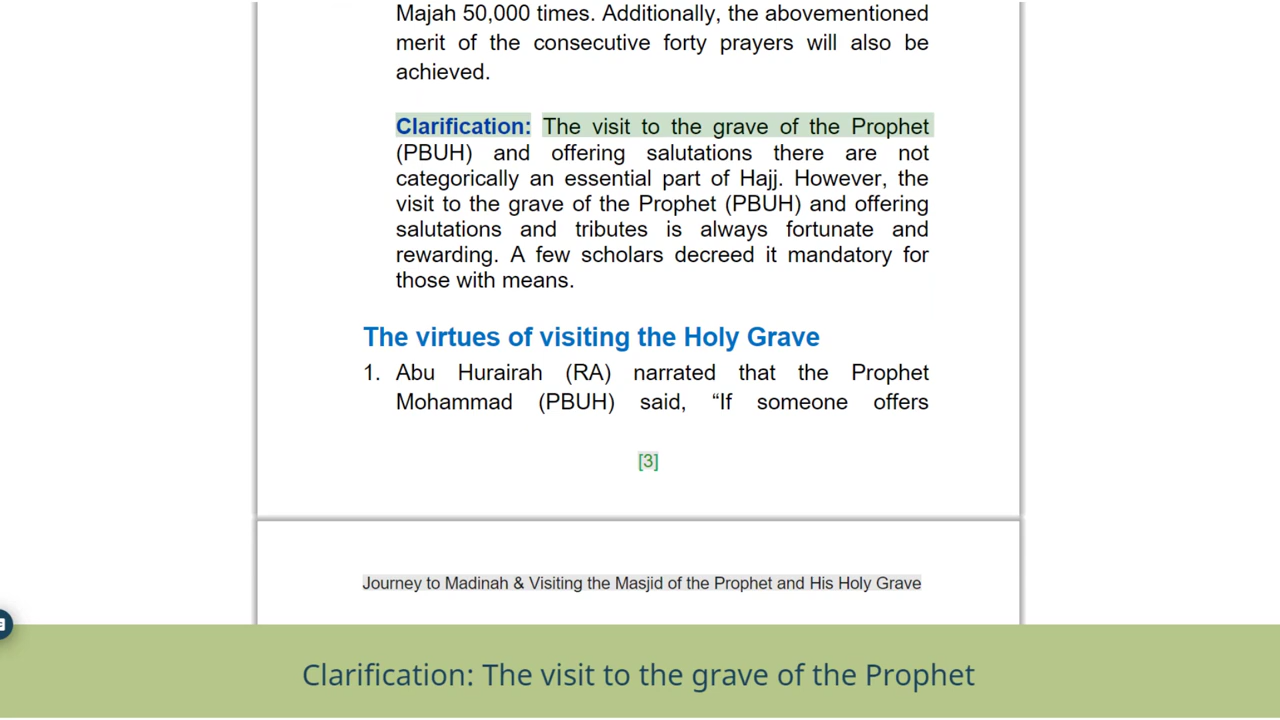 Majah 50,000 times. Additionally, the abovementioned
merit of the consecutive forty prayers will also be
achieved.
Clarification: The visit to the grave of the Prophet
(PBUH) and offering salutations there are not
categorically an essential part of Hajj. However, the
visit to the grave of the Prophet (PBUH) and offering
salutations and tributes is always fortunate and
rewarding. A few scholars decreed it mandatory for
those with means.
The virtues of visiting the Holy Grave
1. Abu Hurairah (RA) narrated that the Prophet
Mohammad (PBUH) said, “If someone offers
[3]
Journey to Madinah & Visiting the Masjid of the Prophet and His Holy Grave
Clarification: The visit to the grave of the Prophet